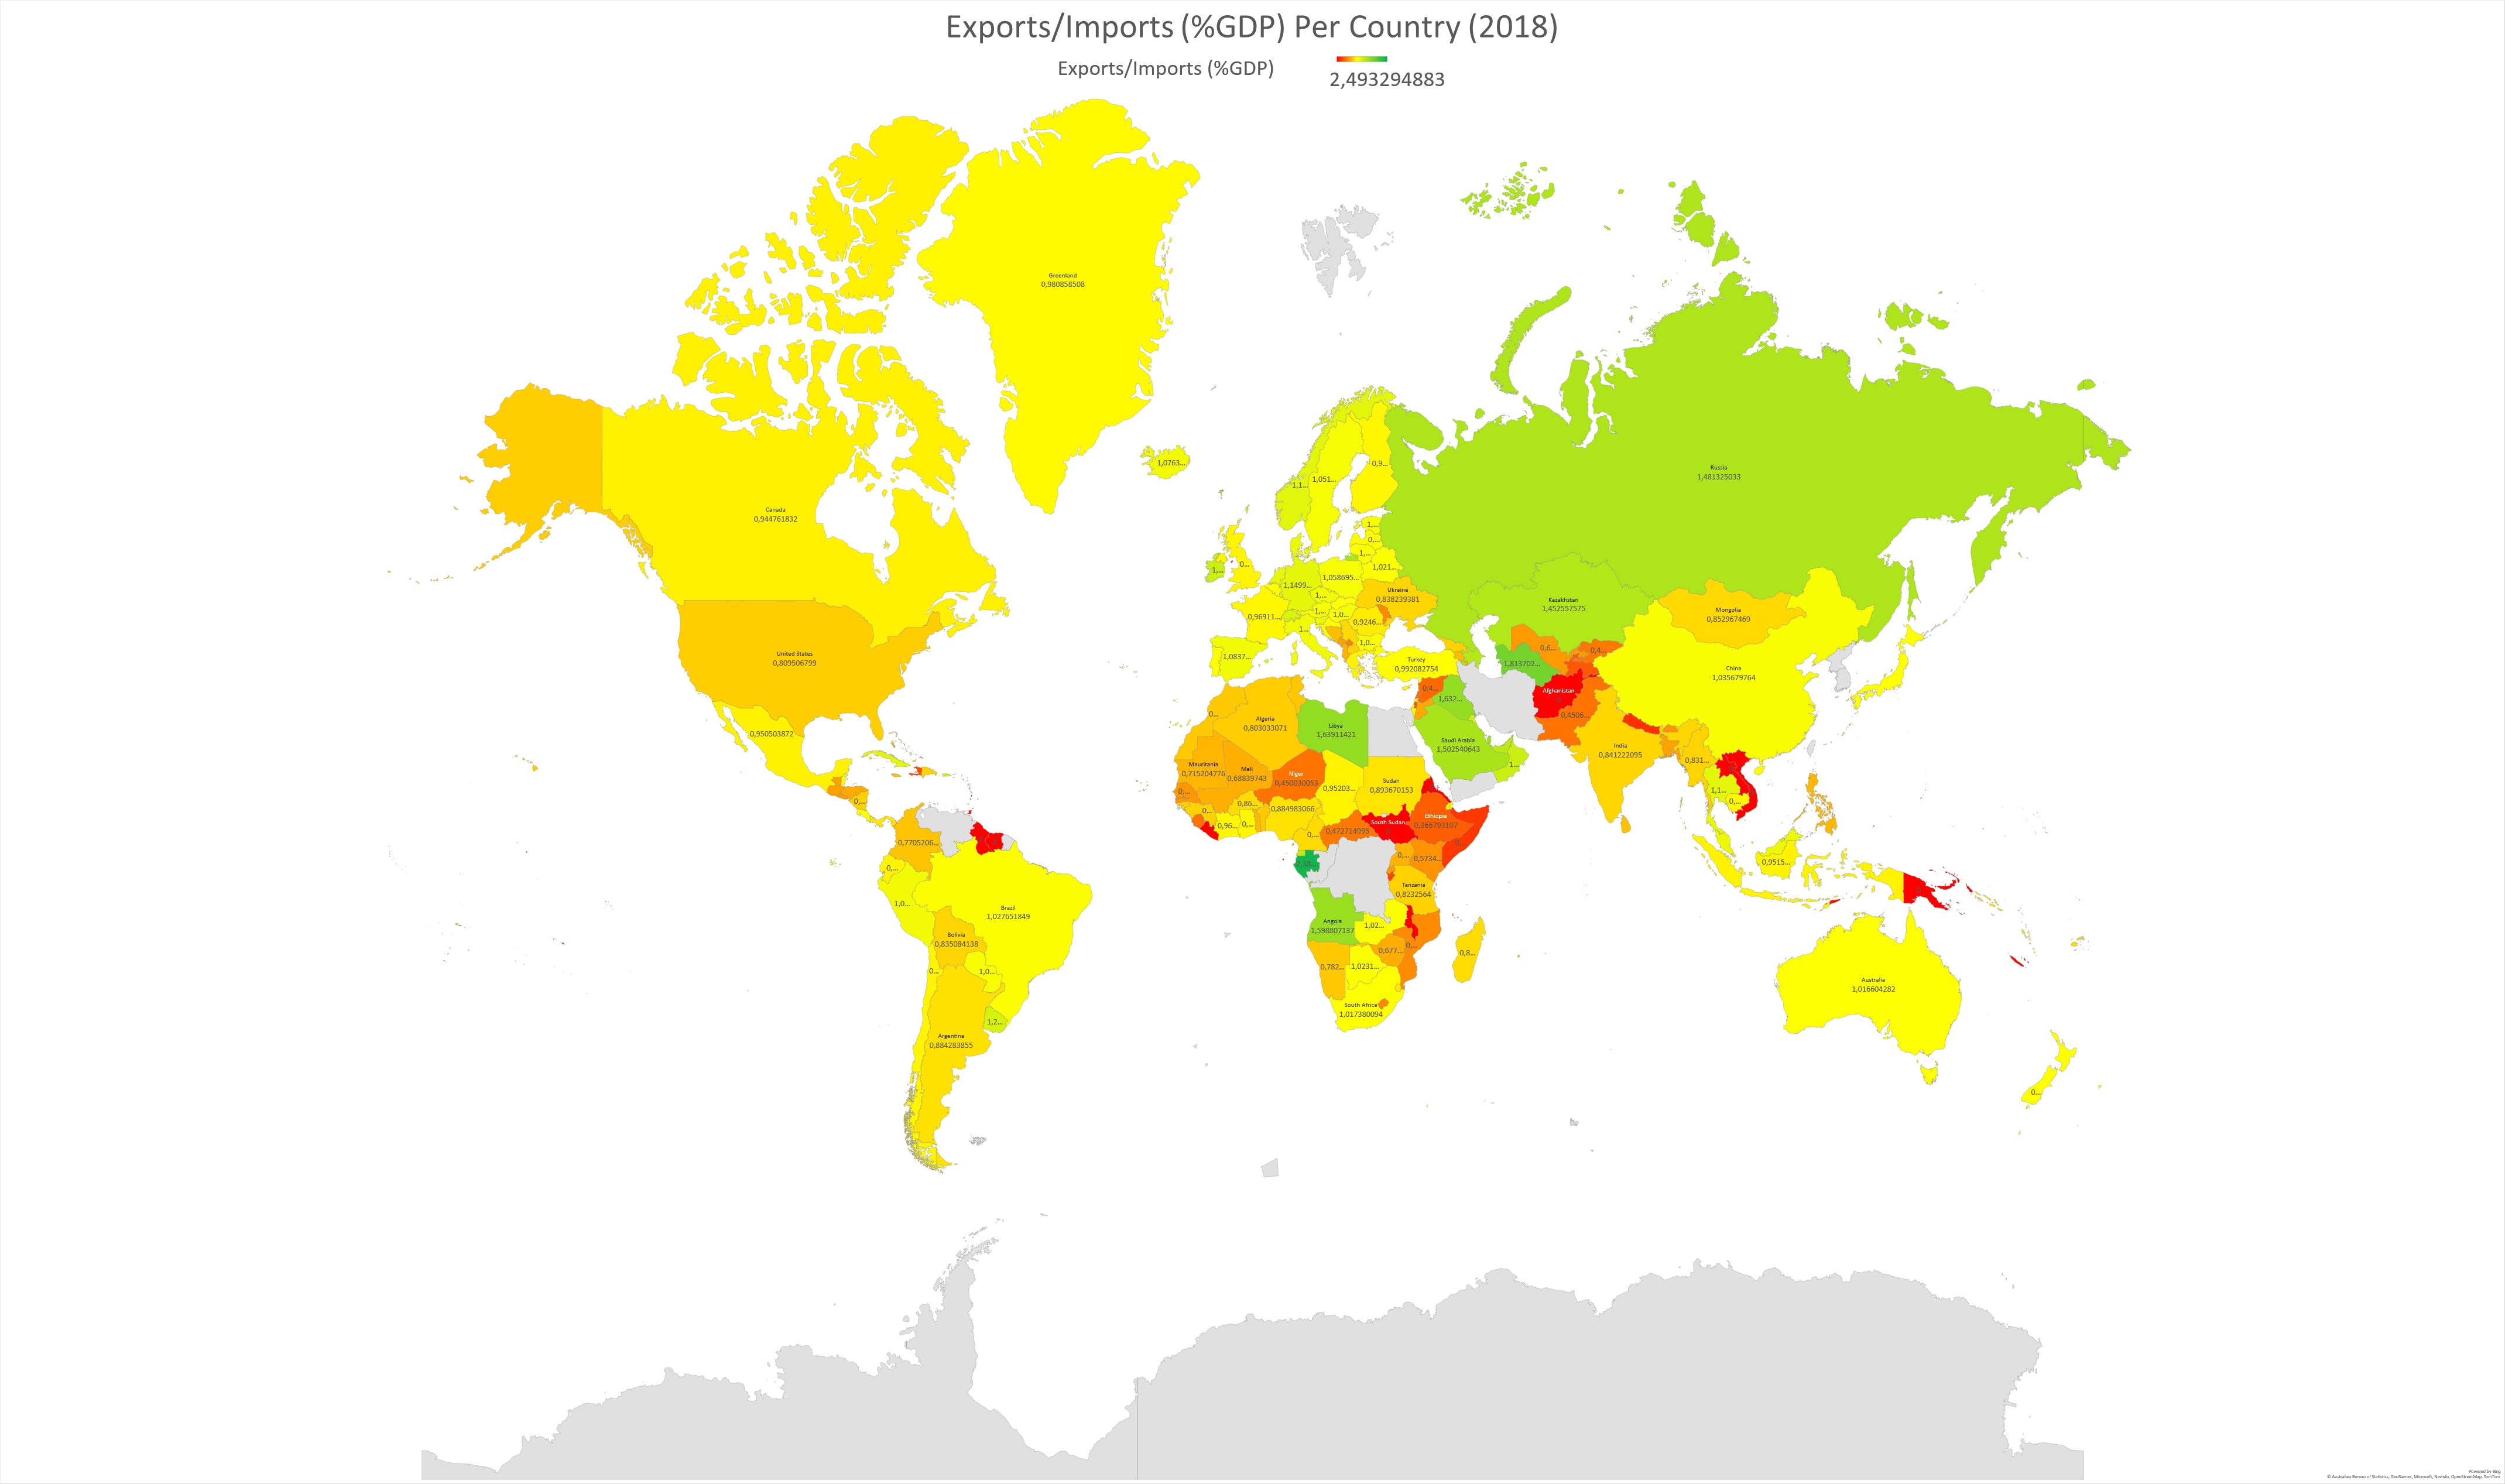 Exports/Imports (%GDP) Per Country (2018)
Exports/Imports (%GDP)
2,493294883
Greenland
0,980858508
1,0763...
Canada
0,944761832
United States
0,809506799
0,950503872
0,...
0,7705206...
0,...
1,0...
Brazil
1,027651849
Bolivia
0,835084138
0...
1,0...
1,2...
Argentina
0,884283855
Russia
1,481325033
0,9...
1,1...
1,051...
1,...
0,...
1,...
1,021...
0...
1,...
1,1499...
1,058695...
1,...
Ukraine
0,838239381
1,...
1,0...
0,96911...
0,9246...
1...
1,0...
1,0837...
Turkey
0,992082754
Kazakhstan
1,452557575
Mongolia
0,852967469
China
1,035679764
0,6...
0,4...
1,813702...
Afghanistan
0,4506...
India
0,841222095
0,831...
1,1...
0,...
0,9515...
0,4...
1,632...
Saudi Arabia
1,502540643
1...
0...
Algeria
0,803033071
Libya
1,63911421
Mauritania
0,715204776
Mali
0,68839743
Niger
0,450030053
0,95203...
Sudan
0,893670153
0,...
0...
0,86...
0,96...
0,...
0,884983066
0,...
0,472714995
South Sudan
Ethiopia
0,366793107
0,...
0,5734...
Tanzania
0,8232564
Angola
1,598807137
1,02...
0,677...
0,...
0,782...
1,0231...
0,8...
South Africa
1,017380094
Australia
1,016604282
0...
Powered by Bing
© Australian Bureau of Statistics, GeoNames, Microsoft, Navinfo, OpenStreetMap, TomTom